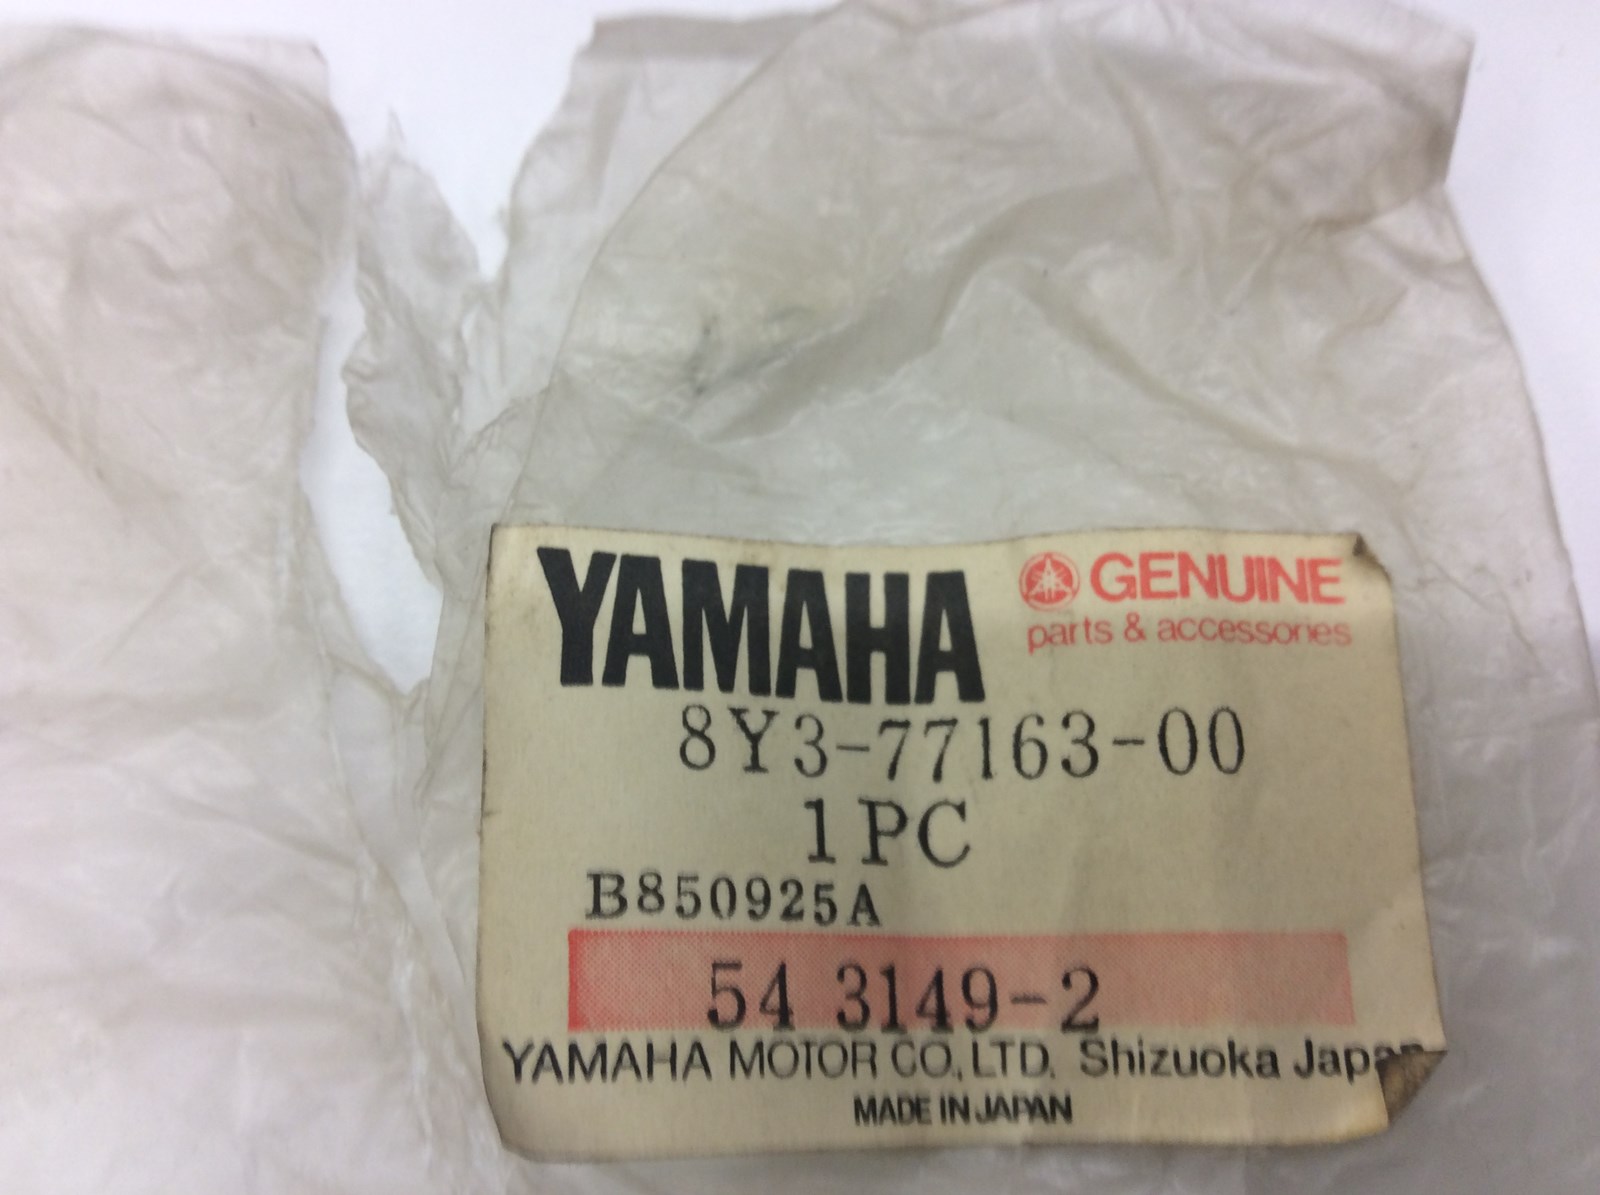 YAMAHA
GENUINE
parts & accessories
8Y3-77163-00
1PC
B850925A
54 3149-2
YAMAHA MOTOR CO., LTD. Shizuoka Japan
MADE IN JAPAN